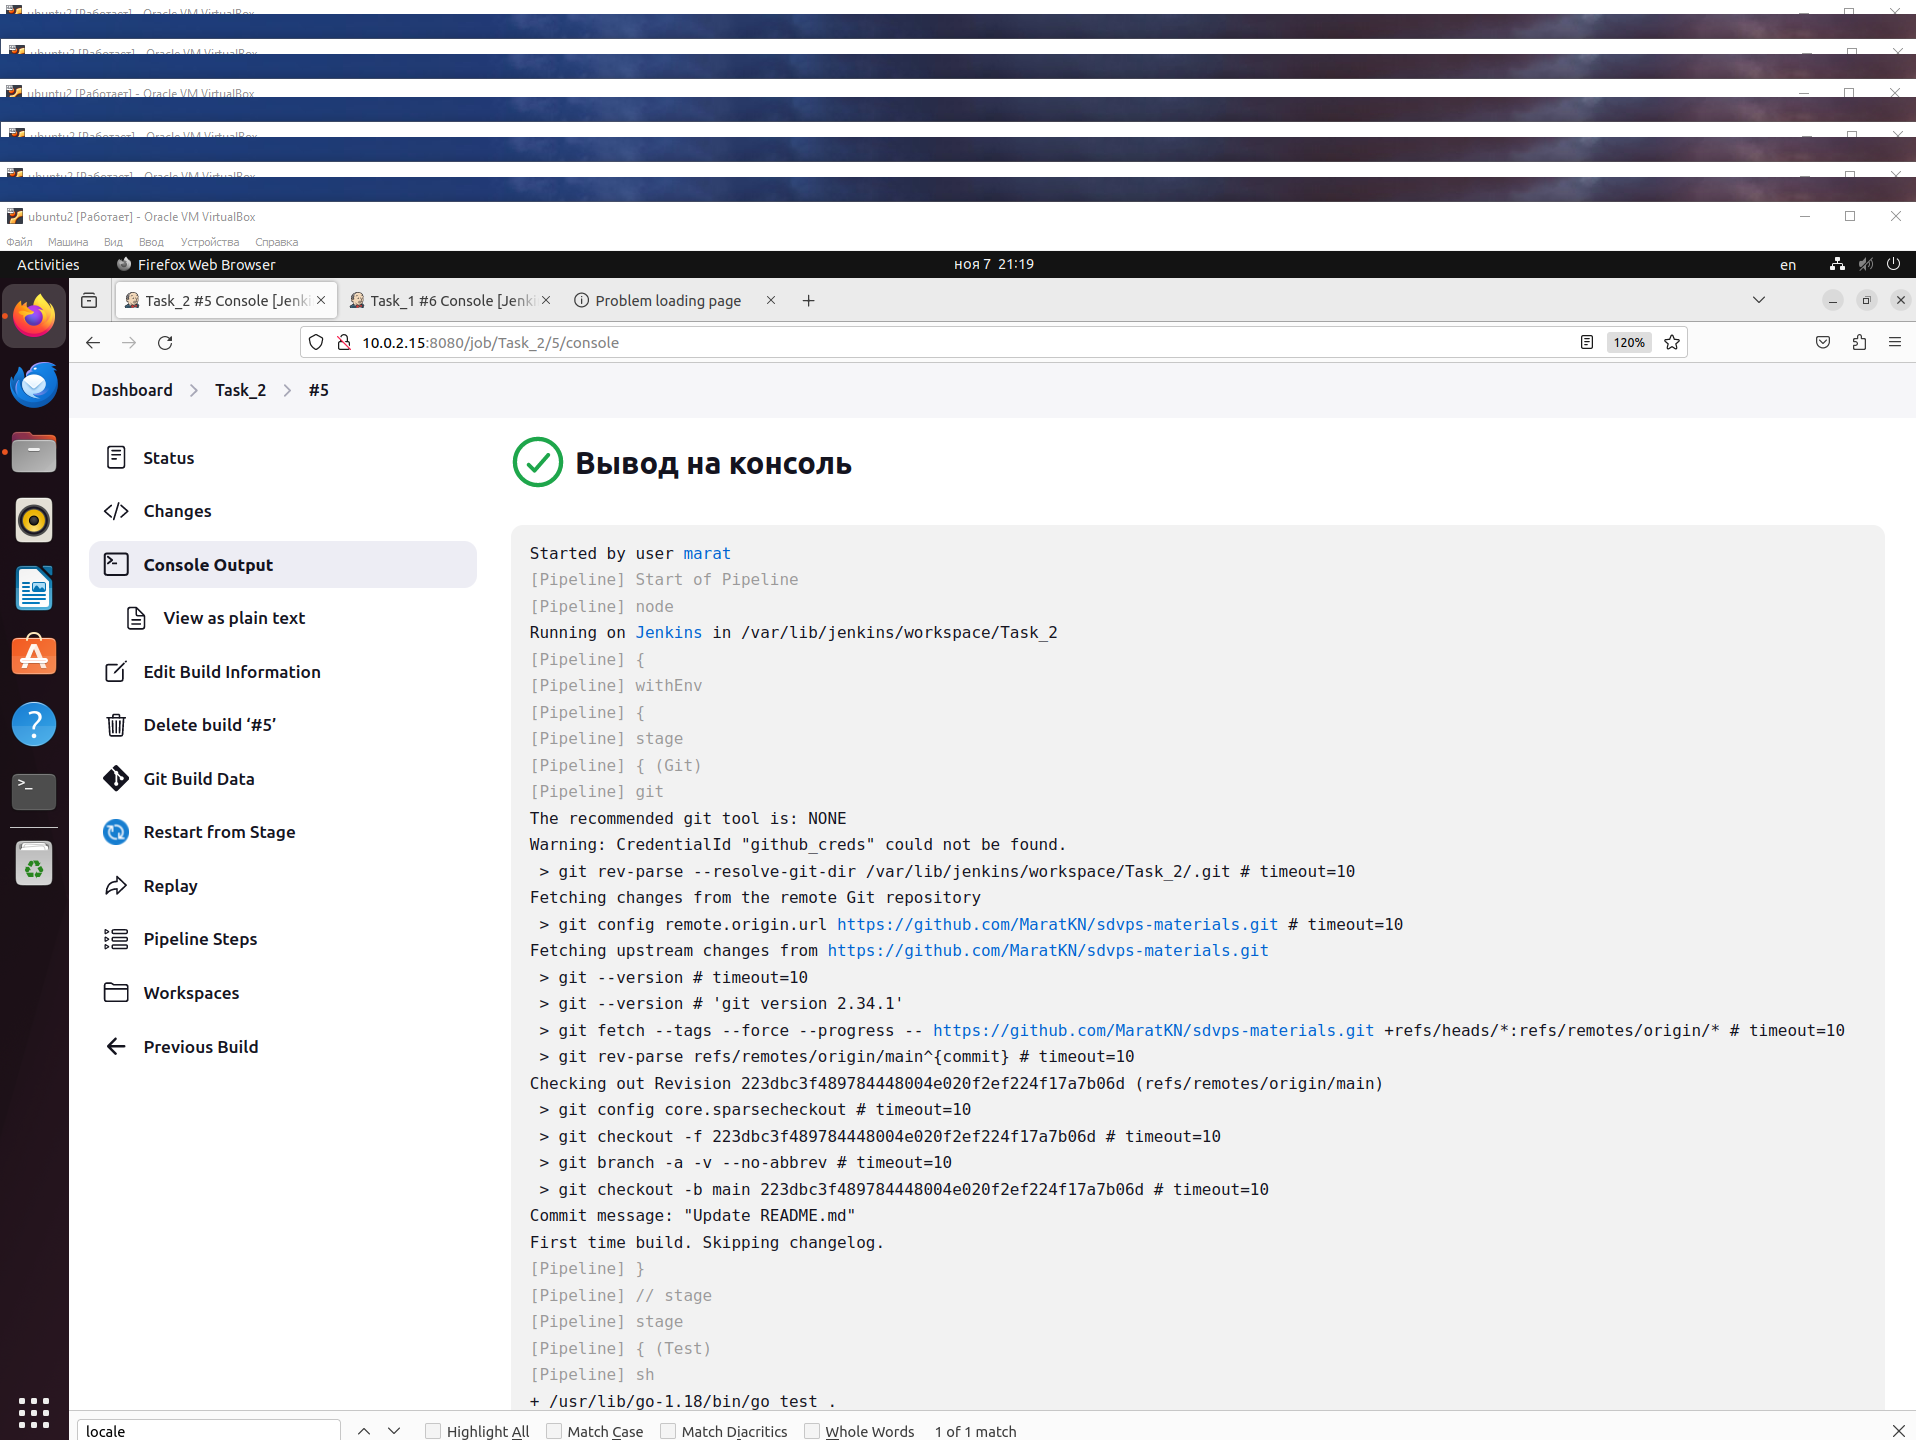 ubuntu2 [Работает] - Oracle VM VirtualBox
ubuntu2 [Работает] - Oracle VM VirtualBox
ubuntu2 [Работает] - Oracle VM VirtualBox
ubuntu2 [Работает] - Oracle VM VirtualBox
ubuntu2 [Работает] - Oracle VM VirtualBox
ubuntu2 [Работает] - Oracle VM VirtualBox
Файл Машина Вид Ввод Устройства Справка
Activities Firefox Web Browser ноя 7 21:19 en
Task_2 #5 Console [Jenki Task_1 #6 Console [Jenki Problem loading page
10.0.2.15:8080/job/Task_2/5/console 120%
Dashboard Task_2 #5
Status
Changes
Console Output
View as plain text
Edit Build Information
Delete build ‘#5’
Git Build Data
Restart from Stage
Replay
Pipeline Steps
Workspaces
Previous Build
Вывод на консоль
Started by user marat
[Pipeline] Start of Pipeline
[Pipeline] node
Running on Jenkins in /var/lib/jenkins/workspace/Task_2
[Pipeline] {
[Pipeline] withEnv
[Pipeline] {
[Pipeline] stage
[Pipeline] { (Git)
[Pipeline] git
The recommended git tool is: NONE
Warning: CredentialId "github_creds" could not be found.
> git rev-parse --resolve-git-dir /var/lib/jenkins/workspace/Task_2/.git # timeout=10
Fetching changes from the remote Git repository
> git config remote.origin.url https://github.com/MaratKN/sdvps-materials.git # timeout=10
Fetching upstream changes from https://github.com/MaratKN/sdvps-materials.git
> git --version # timeout=10
> git --version # 'git version 2.34.1'
> git fetch --tags --force --progress -- https://github.com/MaratKN/sdvps-materials.git +refs/heads/*:refs/remotes/origin/* # timeout=10
> git rev-parse refs/remotes/origin/main^{commit} # timeout=10
Checking out Revision 223dbc3f489784448004e020f2ef224f17a7b06d (refs/remotes/origin/main)
> git config core.sparsecheckout # timeout=10
> git checkout -f 223dbc3f489784448004e020f2ef224f17a7b06d # timeout=10
> git branch -a -v --no-abbrev # timeout=10
> git checkout -b main 223dbc3f489784448004e020f2ef224f17a7b06d # timeout=10
Commit message: "Update README.md"
First time build. Skipping changelog.
[Pipeline] }
[Pipeline] // stage
[Pipeline] stage
[Pipeline] { (Test)
[Pipeline] sh
+ /usr/lib/go-1.18/bin/go test .
locale Highlight All Match Case Match Diacritics Whole Words 1 of 1 match